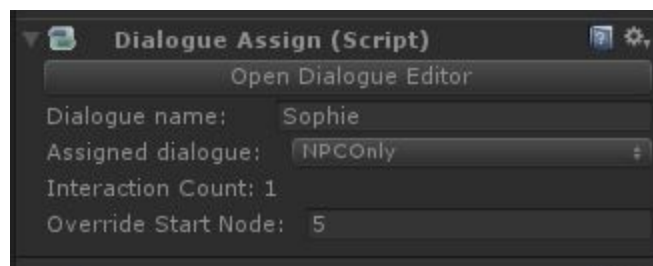 Dialogue Assign (Script)
Open Dialogue Editor
Dialogue name: Sophie
Assigned dialogue: NPCOnly
Interaction Count: 1
Override Start Node: 5